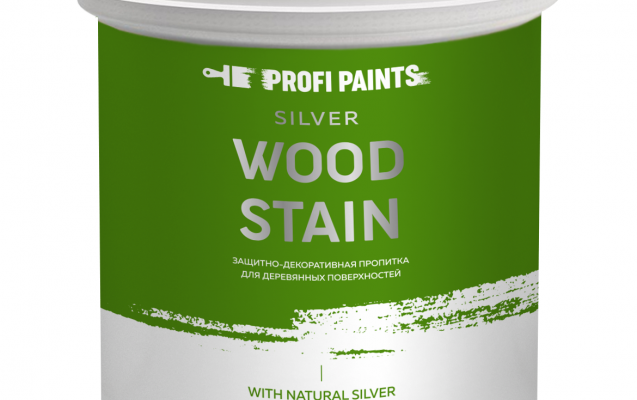 PROFI PAINTS
SILVER
WOOD
STAIN
ЗАЩИТНО-ДЕКОРАТИВНАЯ ПРОПИТКА
ДЛЯ ДЕРЕВЯННЫХ ПОВЕРХНОСТЕЙ
WITH NATURAL SILVER